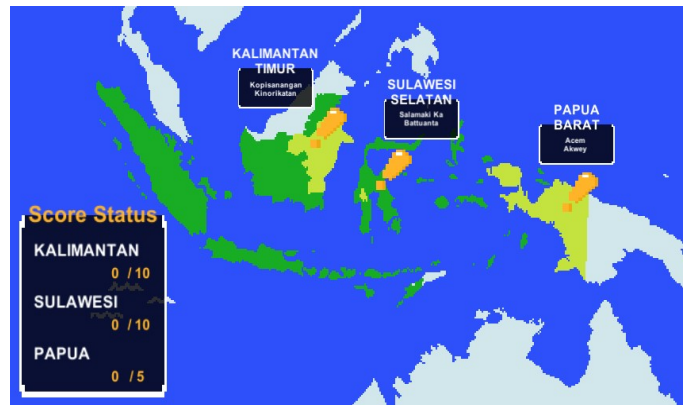 KALIMANTAN
TIMUR
Kopisanangan
Kinorikatan
SULAWESI
SELATAN
Salamaki Ka
Battuanta
PAPUA
BARAT
Acem
Akwey
Score Status
KALIMANTAN
0 / 10
SULAWESI
0 / 10
PAPUA
0 / 5